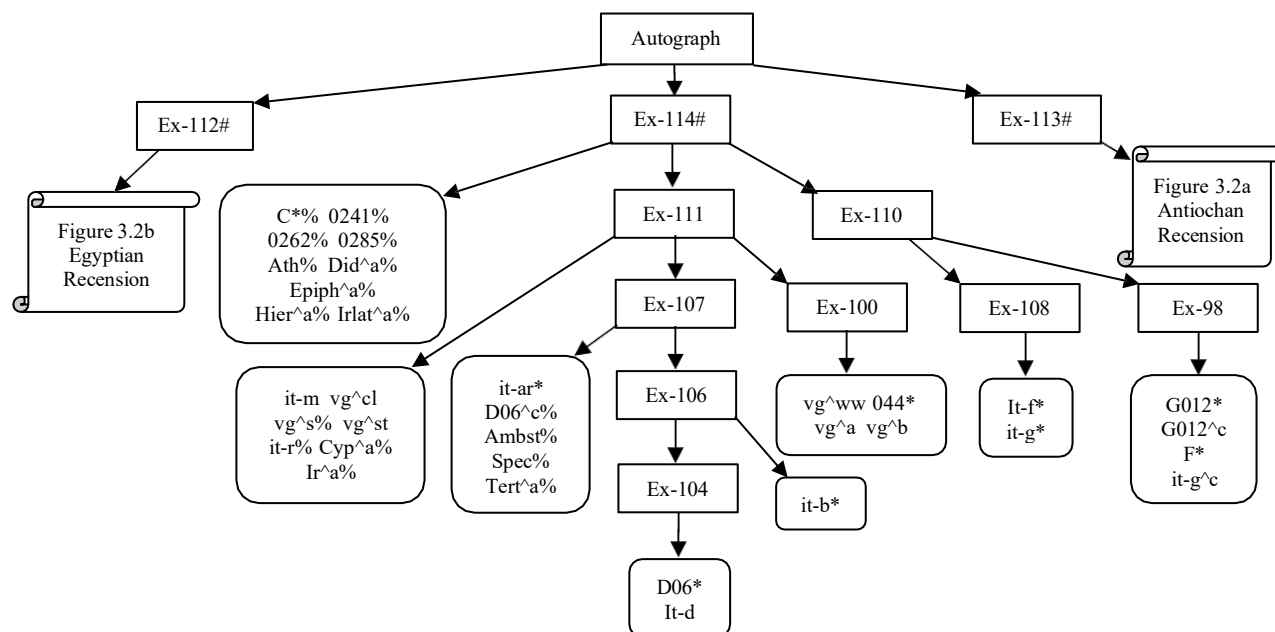 Autograph
Ex-112#
Ex-114#
Ex-113#
Figure 3.2b
Egyptian
Recension
C*% 0241%
0262% 0285%
Ath% Did^a%
Epiph^a%
Hier^a% Irlat^a%
Ex-111
Ex-110
Figure 3.2a
Antiochan
Recension
Ex-107
Ex-100
Ex-108
Ex-98
it-m vg^cl
vg^s% vg^st
it-r% Cyp^a%
Ir^a%
it-ar*
D06^c%
Ambst%
Spec%
Tert^a%
Ex-106
vg^ww 044*
vg^a vg^b
It-f*
it-g*
G012*
G012^c
F*
it-g^c
Ex-104
it-b*
D06*
It-d